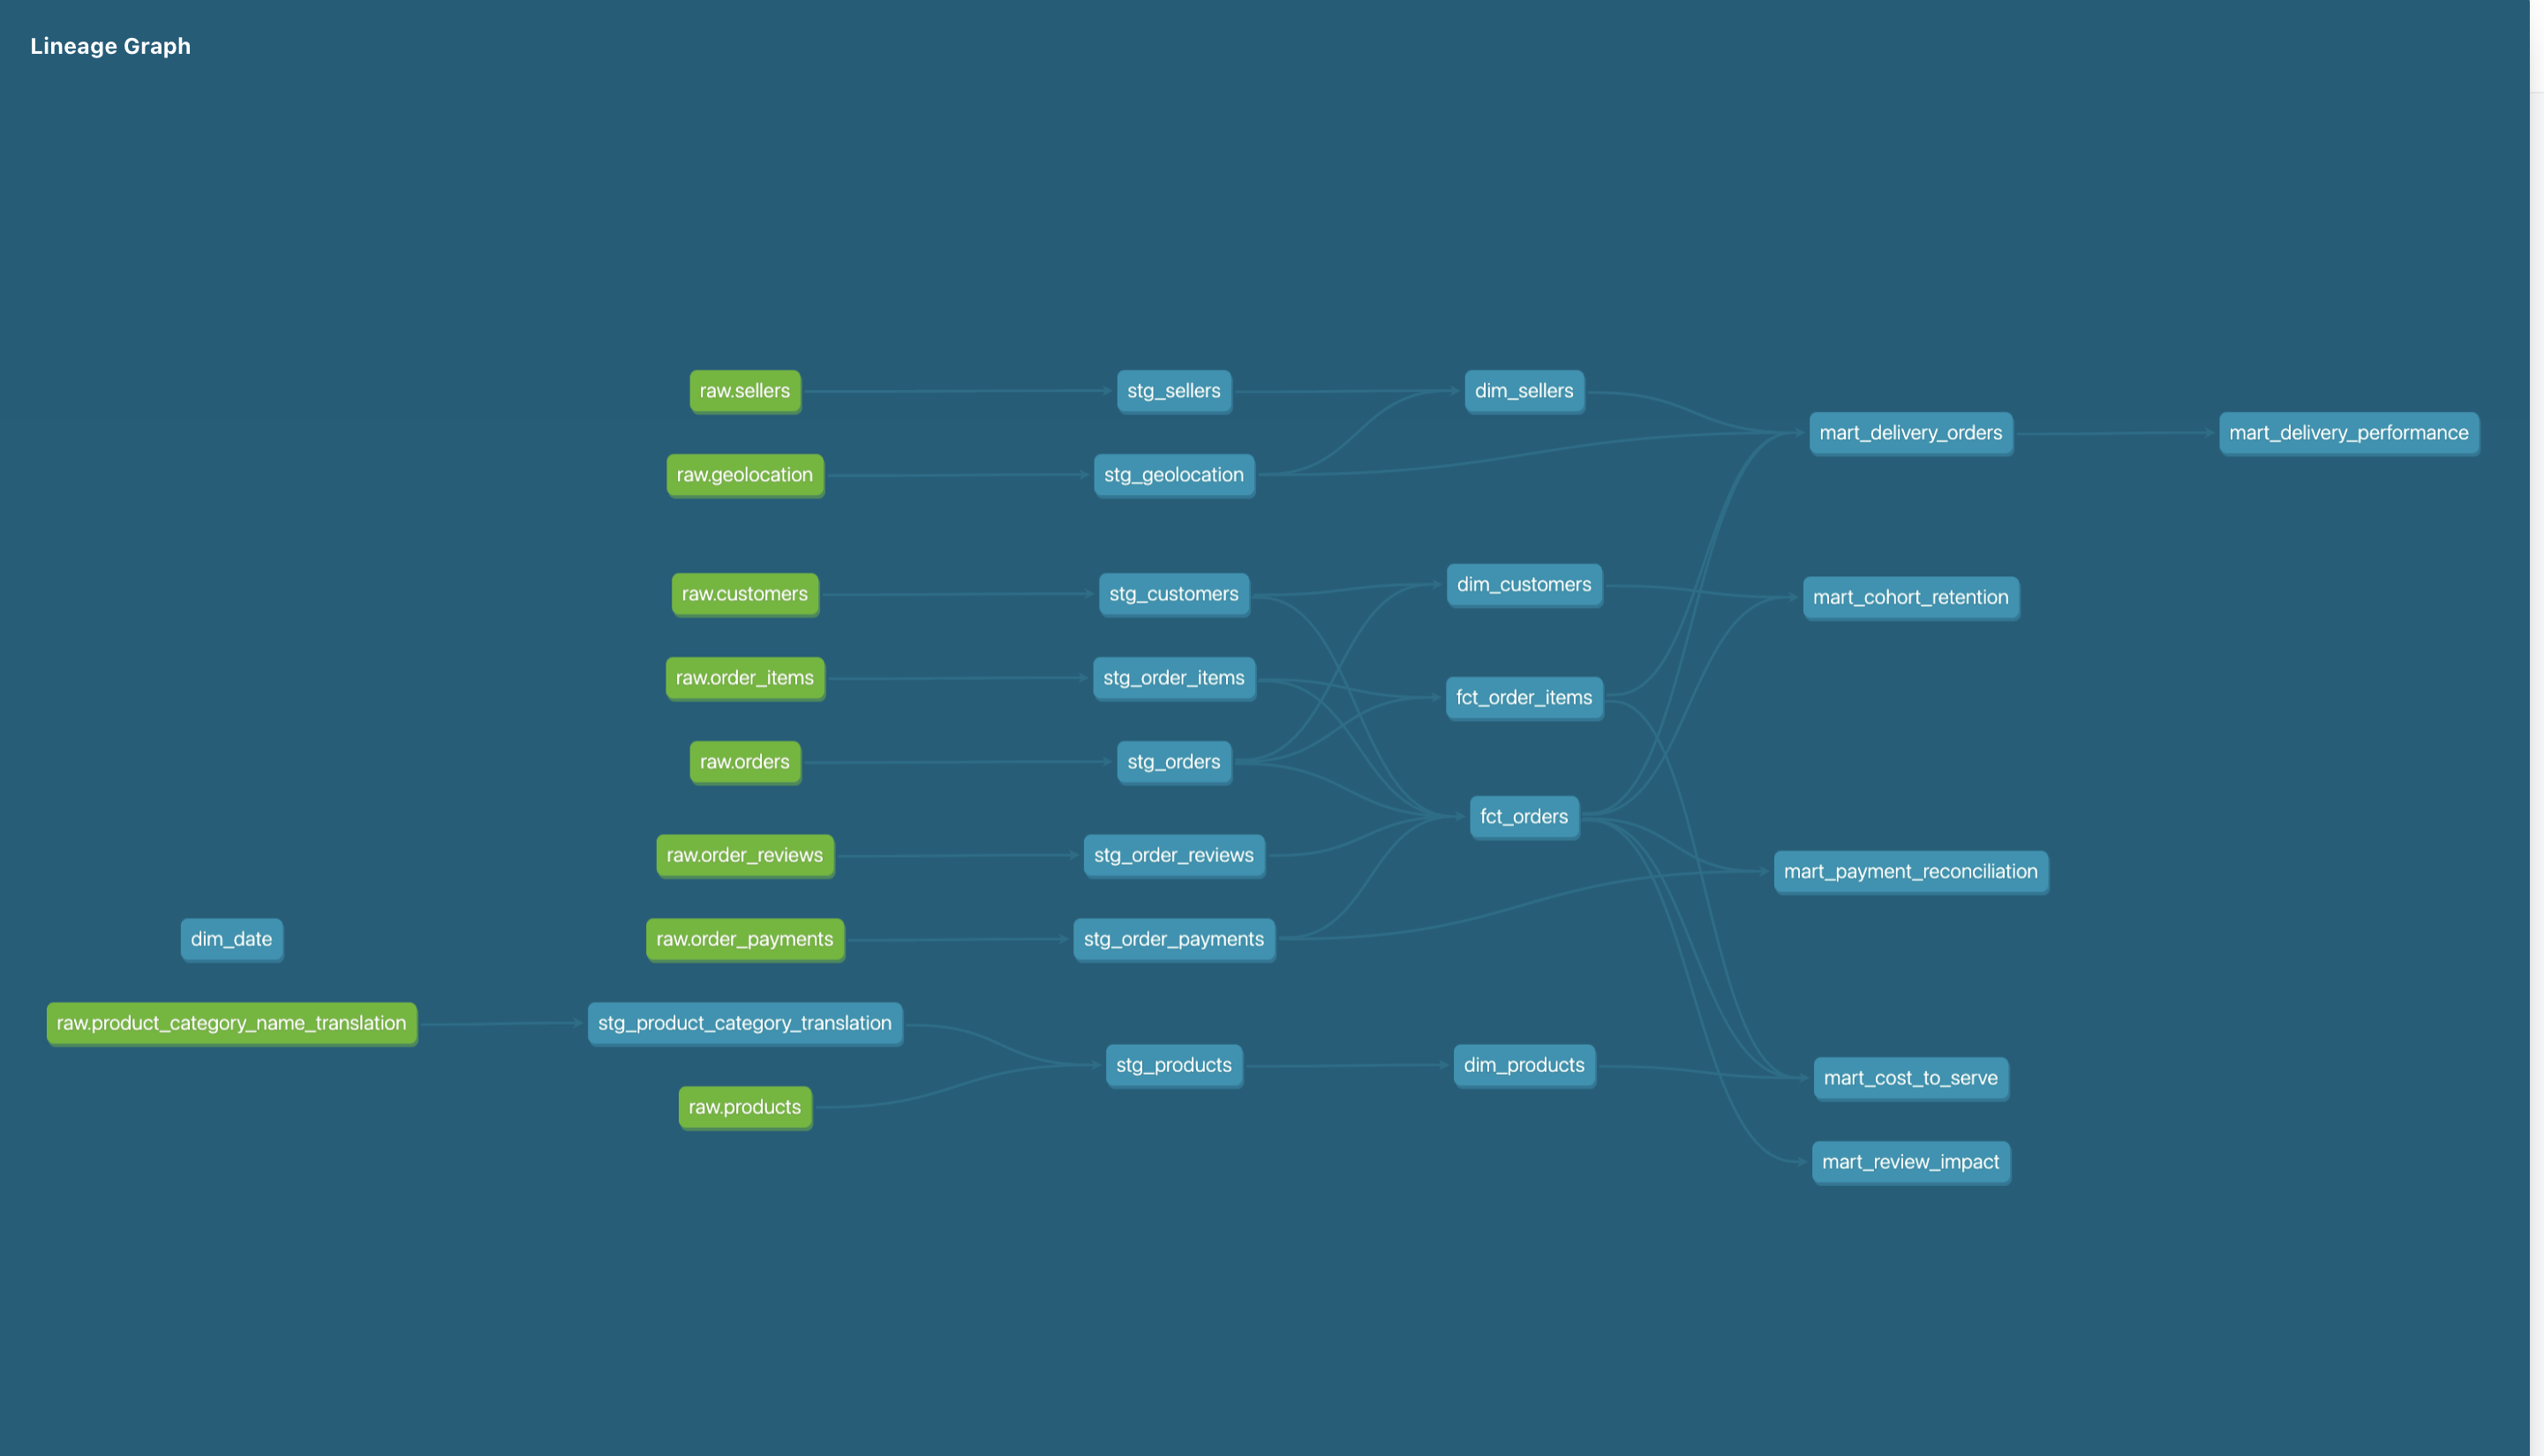 Lineage Graph
raw.sellers
stg_sellers
dim_sellers
mart_delivery_orders
mart_delivery_performance
raw.geolocation
stg_geolocation
raw.customers
stg_customers
dim_customers
mart_cohort_retention
raw.order_items
stg_order_items
fct_order_items
raw.orders
stg_orders
fct_orders
raw.order_reviews
stg_order_reviews
mart_payment_reconciliation
dim_date
raw.order_payments
stg_order_payments
raw.product_category_name_translation
stg_product_category_translation
stg_products
dim_products
mart_cost_to_serve
raw.products
mart_review_impact